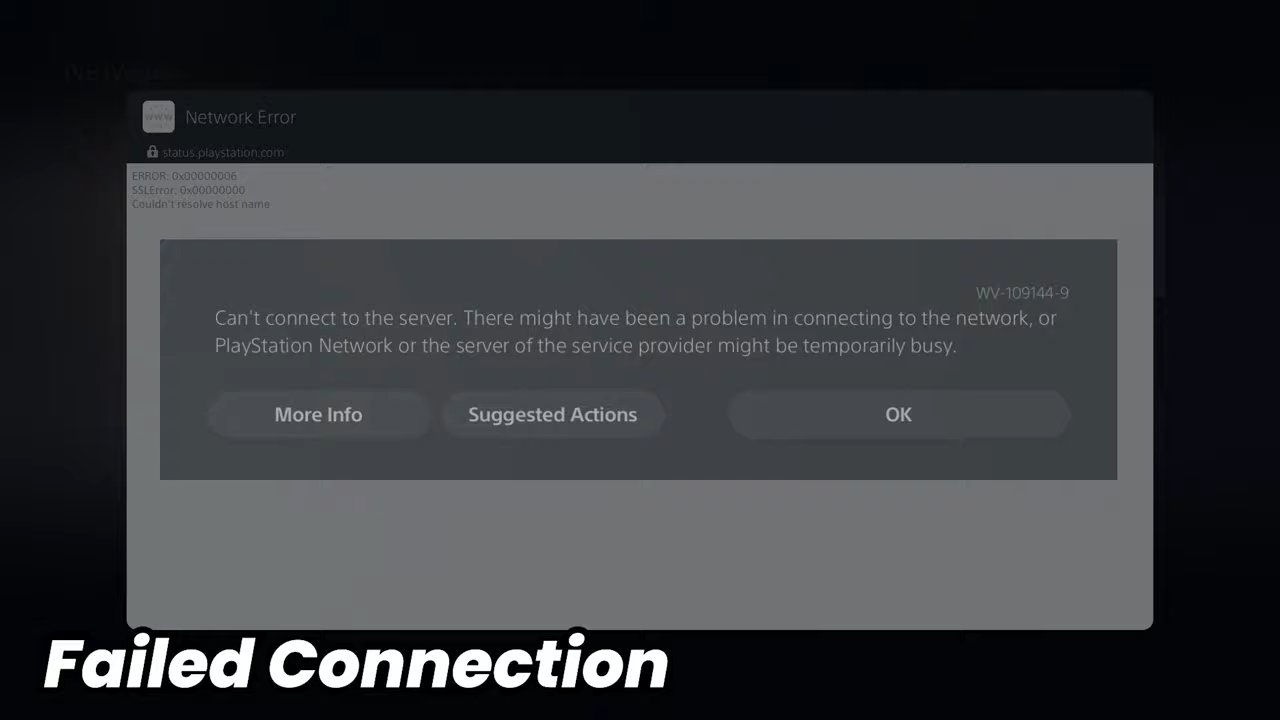 Network Error
status.playstation.com
ERROR: 0x00000006
SSLError: 0x00000000
Couldn't resolve host name
WV-109144-9
Can't connect to the server. There might have been a problem in connecting to the network, or
PlayStation Network or the server of the service provider might be temporarily busy.
More Info
Suggested Actions
OK
Failed Connection